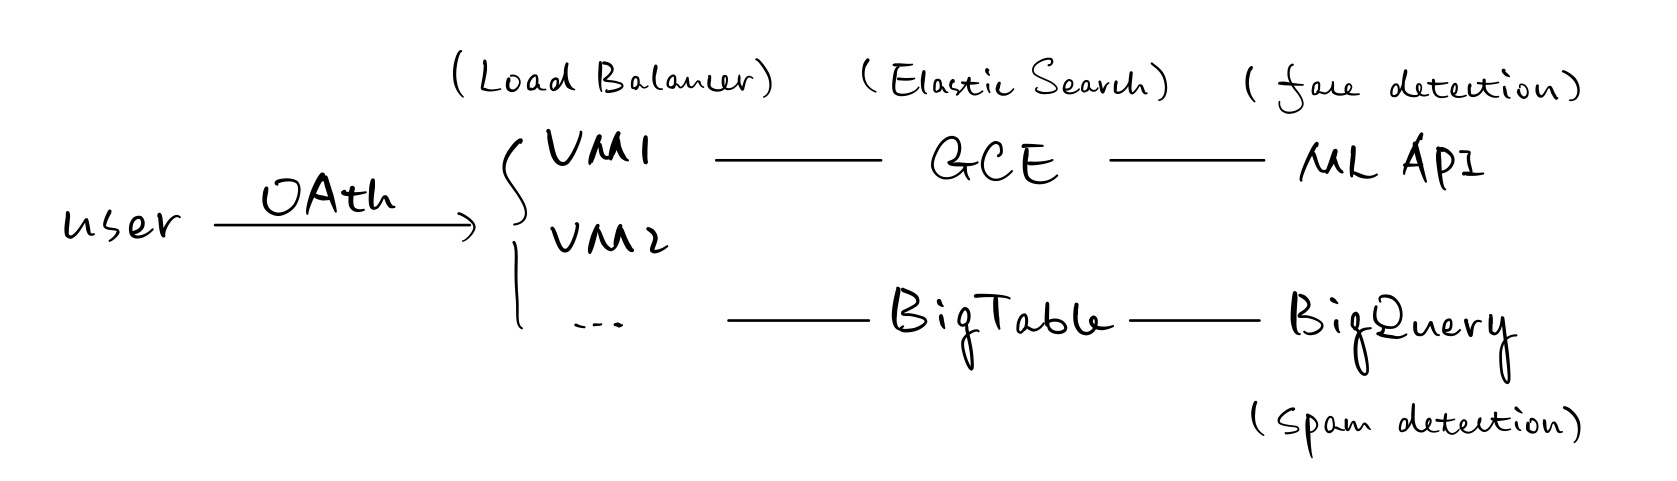 (Load Balancer) (Elastic Search) (face detection)
VM1 GCE ML API
OAth
user
VM2
... BigTable BigQuery
(spam detection)